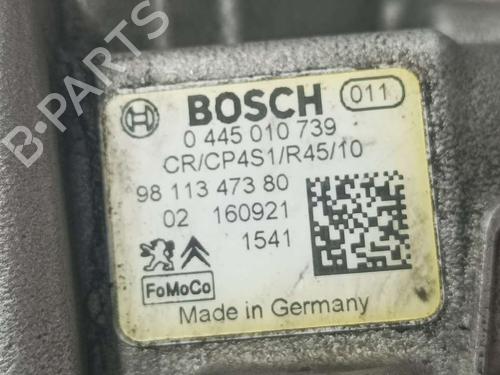 B-PARTS
BOSCH 011
0 445 010 739
CR/CP4S1/R45/10
98 113 473 80
02 160921
1541
FoMoCo
Made in Germany